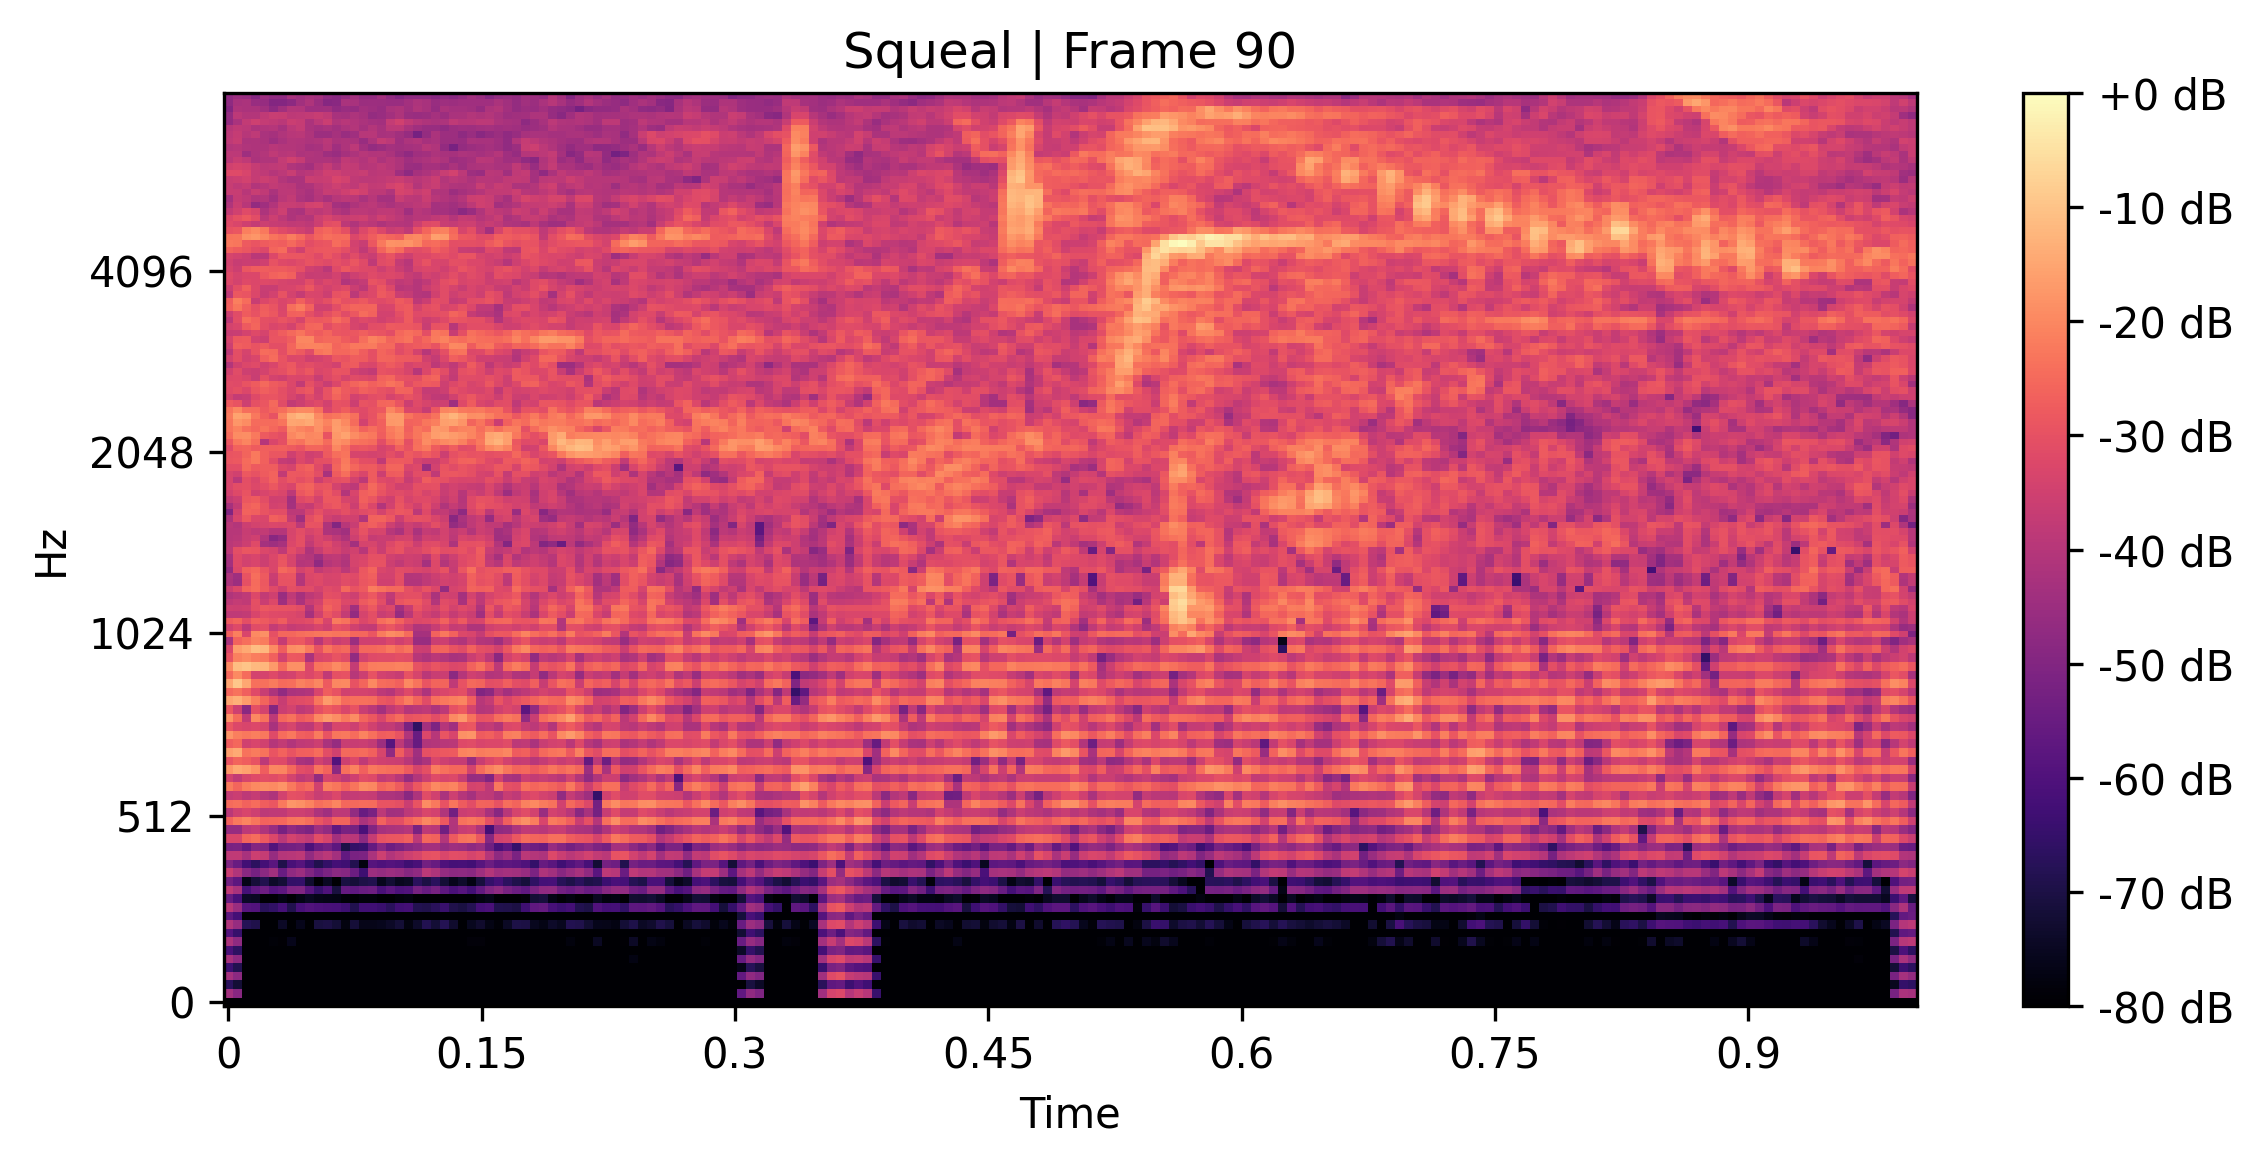 Squeal | Frame 90
+0 dB
-10 dB
-20 dB
-30 dB
-40 dB
-50 dB
-60 dB
-70 dB
-80 dB
Hz
4096
2048
1024
512
0
0 0.15 0.3 0.45 0.6 0.75 0.9
Time